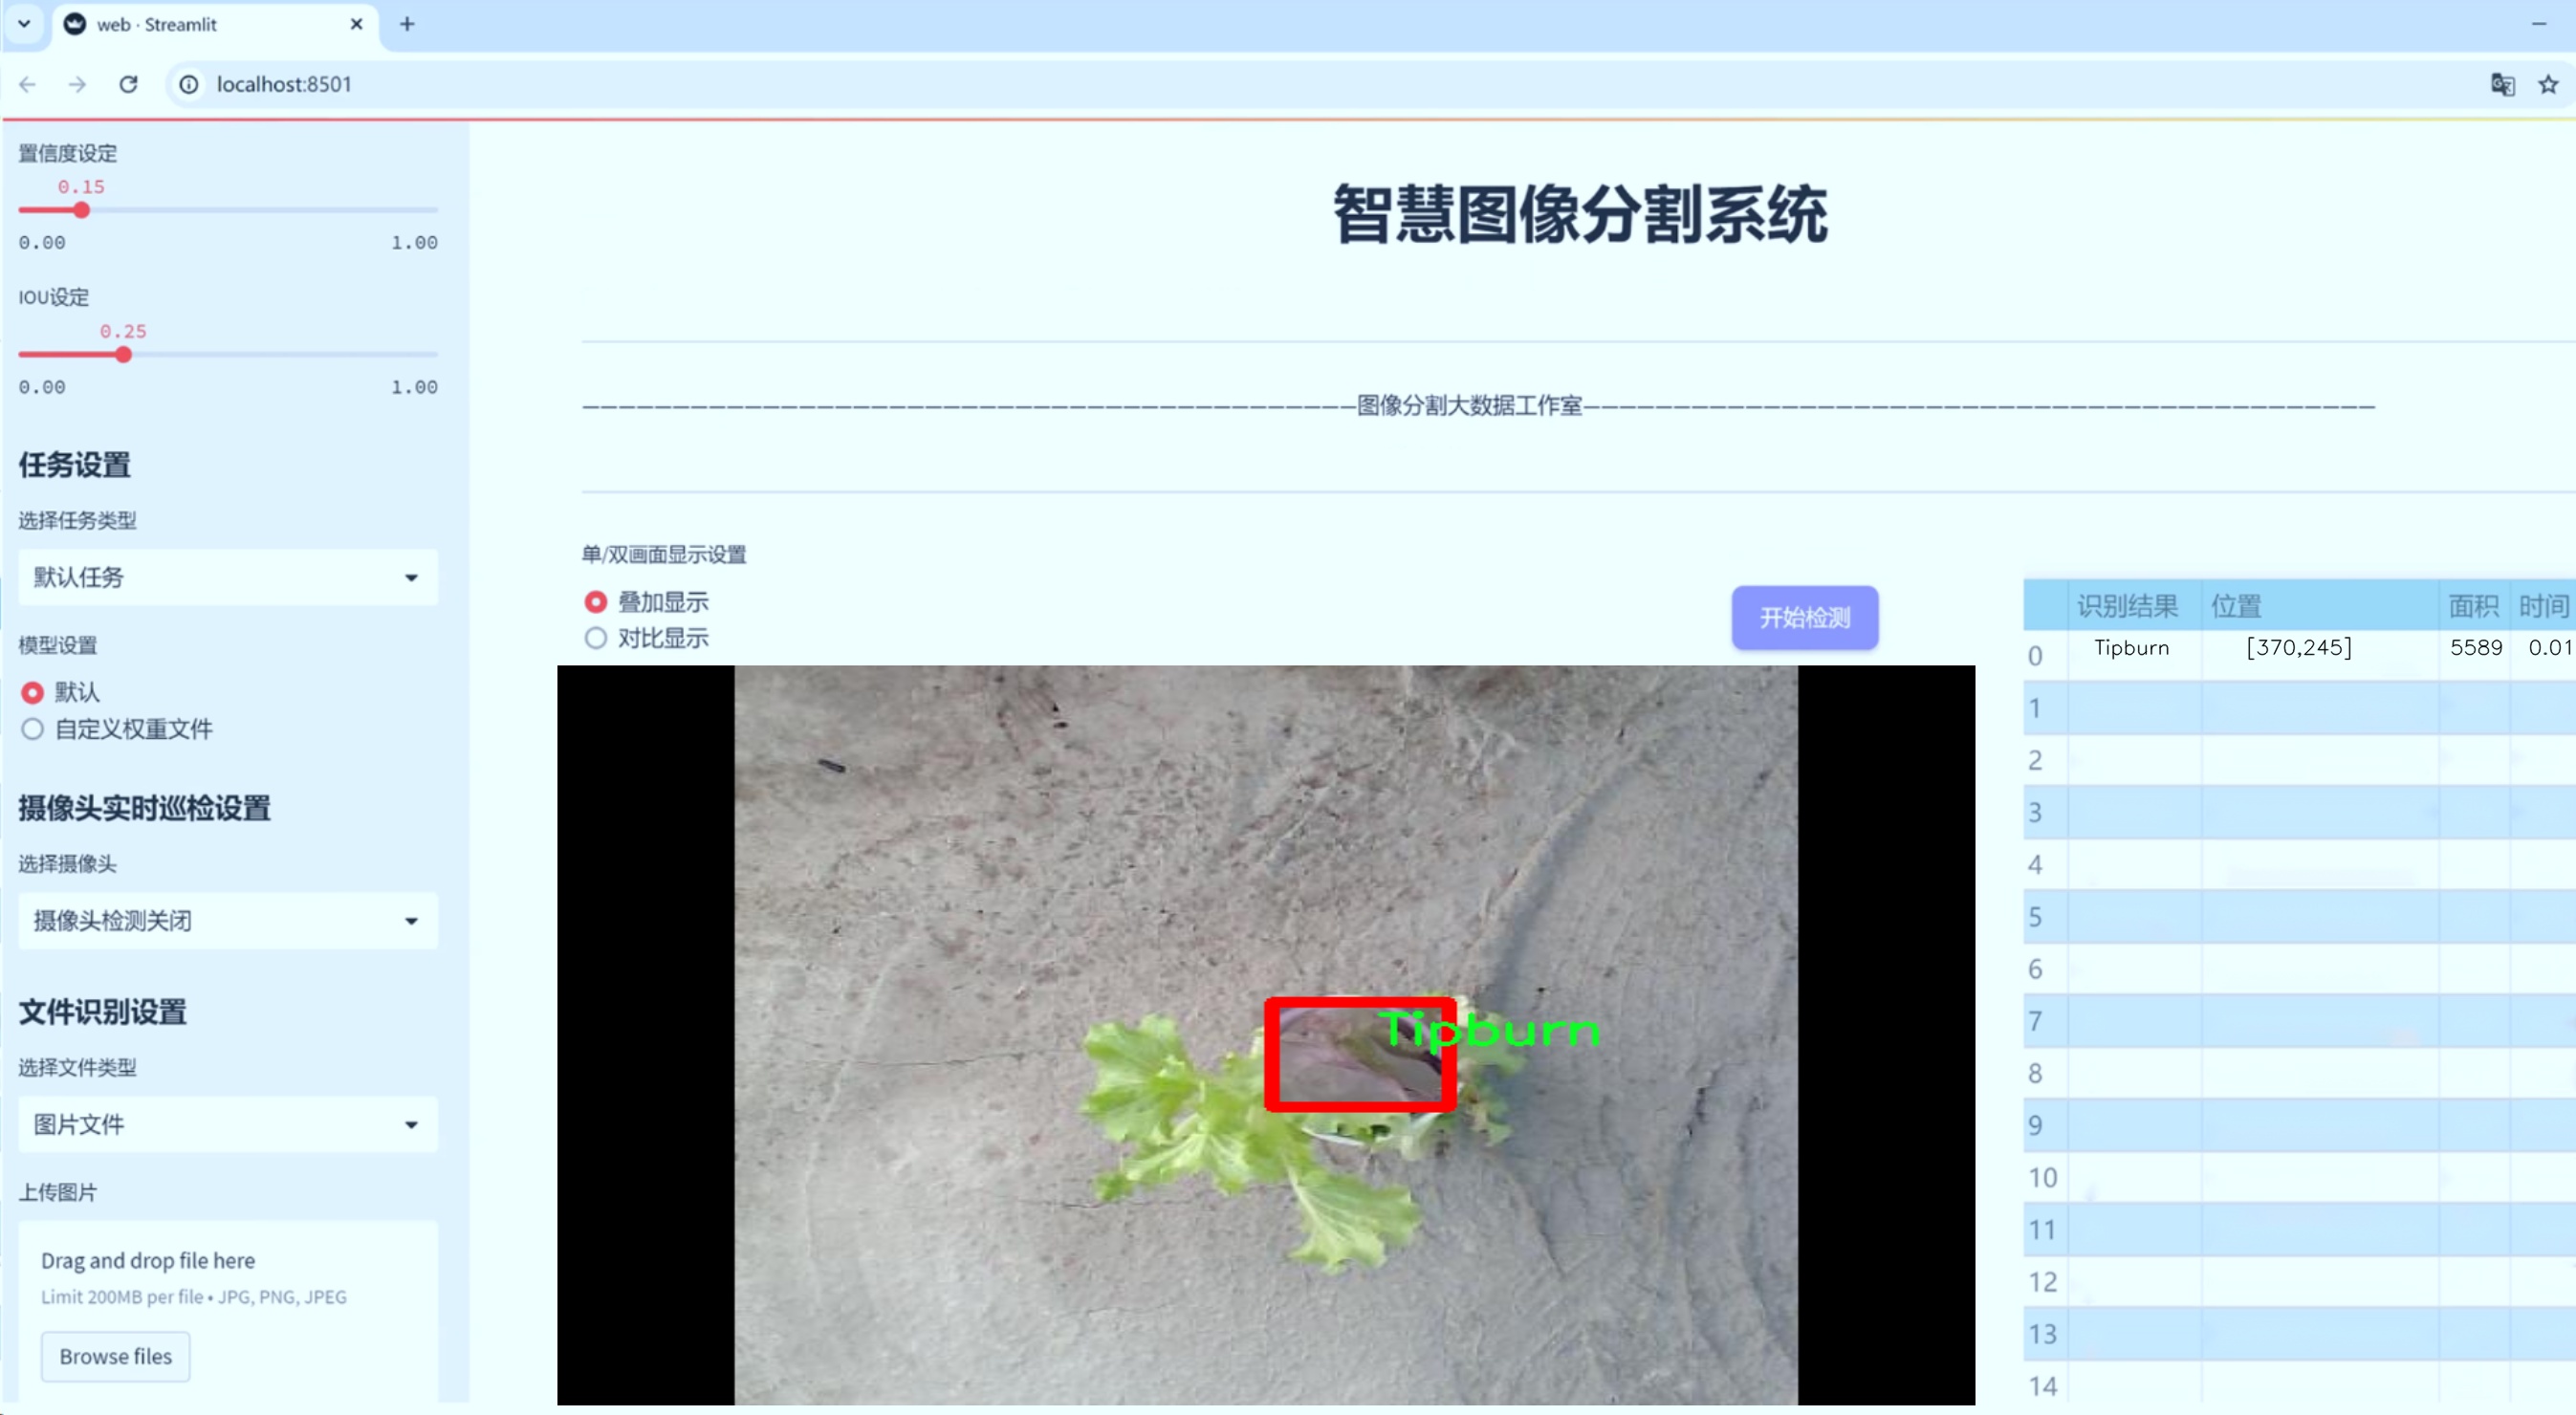 web · Streamlit
localhost:8501
置信度设定
0.15
0.00 1.00
IOU设定
0.25
0.00 1.00
任务设置
选择任务类型
默认任务
模型设置
默认
自定义权重文件
摄像头实时巡检设置
选择摄像头
摄像头检测关闭
文件识别设置
选择文件类型
图片文件
上传图片
Drag and drop file here
Limit 200MB per file • JPG, PNG, JPEG
Browse files
智慧图像分割系统
———————————————————————————————————————————图像分割大数据工作室————————————————————————————————————————————
单/双画面显示设置
叠加显示
对比显示
开始检测
Tipburn
识别结果 位置 面积 时间
0 Tipburn [370,245] 5589 0.01
1
2
3
4
5
6
7
8
9
10
11
12
13
14